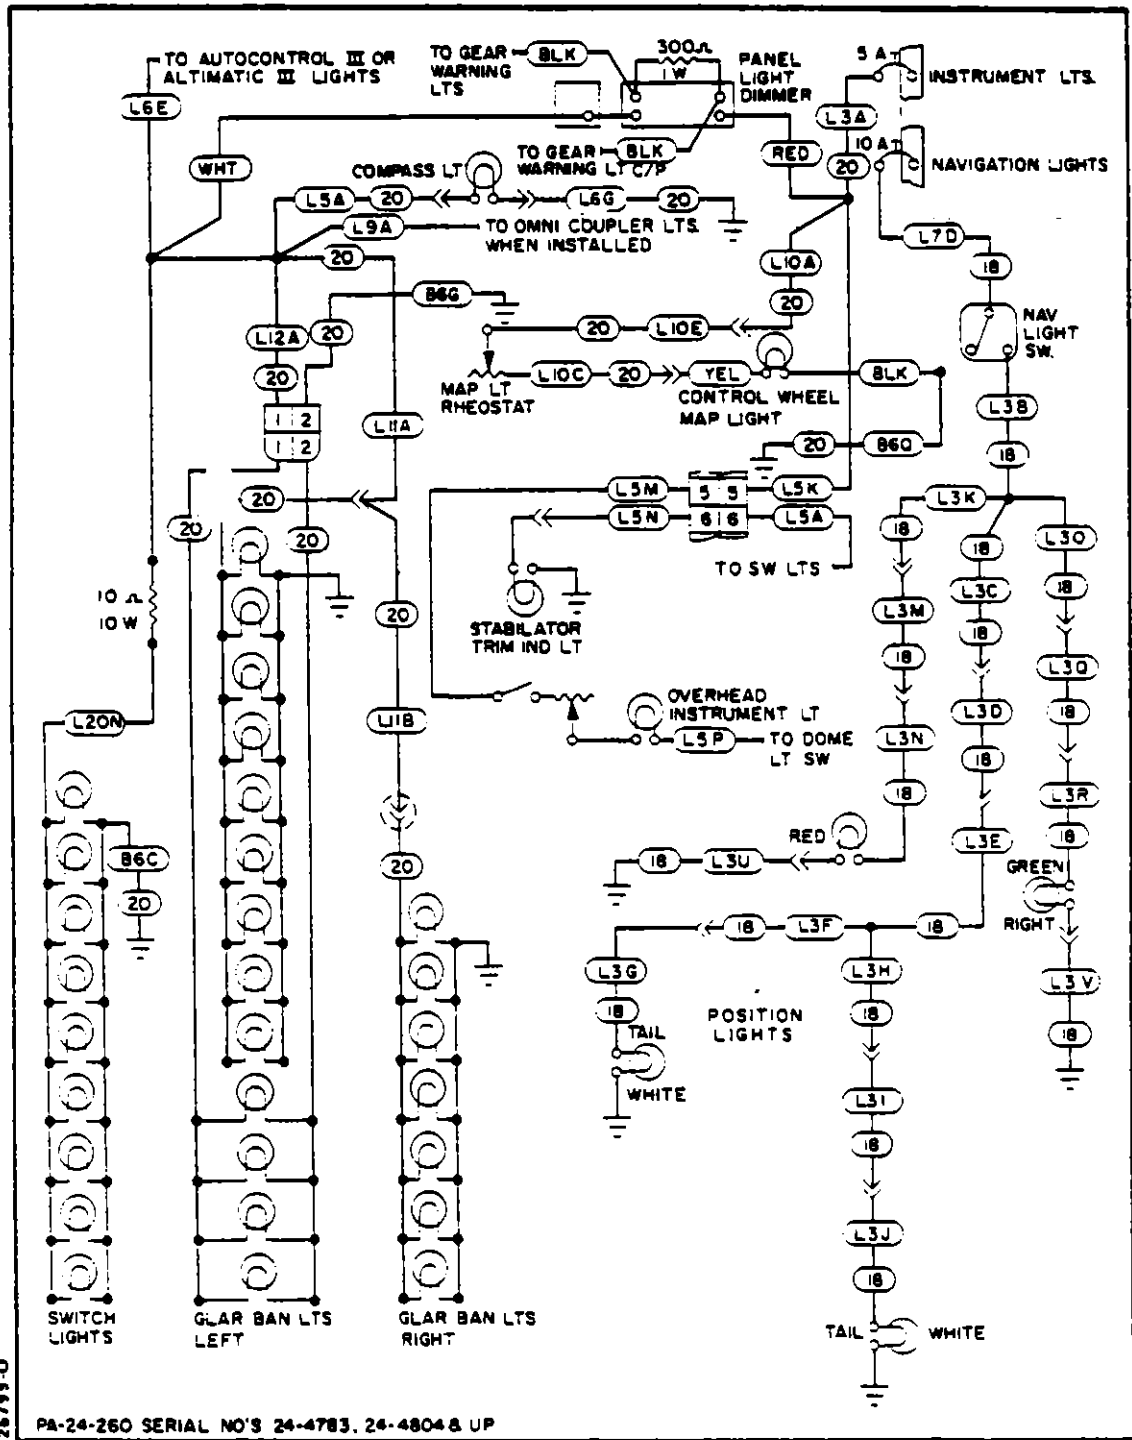 TO AUTOCONTROL III OR
ALTIMATIC III LIGHTS
L6E
WHT
TO GEAR
WARNING
LTS
BLK
300Ω
1 W
PANEL
LIGHT
DIMMER
5 A
INSTRUMENT LTS.
L3A
20
10 A
NAVIGATION LIGHTS
RED
TO GEAR
WARNING LT C/P
BLK
COMPASS LT
L5A
20
L6G
20
L9A
TO OMNI COUPLER LTS.
WHEN INSTALLED
20
L7D
18
L10A
20
B6G
20
L12A
20
20
L10E
NAV
LIGHT
SW.
MAP LT
RHEOSTAT
L10C
20
YEL
CONTROL WHEEL
MAP LIGHT
BLK
L3B
18
1 2
1 2
L11A
20
B6Q
20
20
20
L5M
5 5
L5K
L5N
6 6
L5A
TO SW LTS
L3K
18
18
L3O
18
10 Ω
10 W
20
STABILATOR
TRIM IND LT
L3M
18
L3C
18
L3Q
18
L20N
L11B
OVERHEAD
INSTRUMENT LT
L5P
TO DOME
LT SW
L3N
18
L3D
18
L3R
18
B6C
20
20
RED
18
L3U
L3E
GREEN
RIGHT
18
L3F
18
L3G
18
L3H
18
L3V
18
POSITION
LIGHTS
TAIL
WHITE
L3I
18
L3J
18
TAIL
WHITE
SWITCH
LIGHTS
GLAR BAN LTS
LEFT
GLAR BAN LTS
RIGHT
PA-24-260 SERIAL NO'S 24-4783, 24-4804 & UP